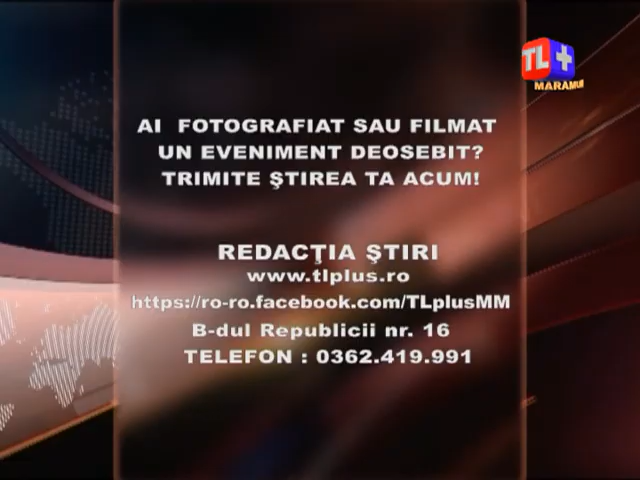 TL+
MARAMU
AI FOTOGRAFIAT SAU FILMAT
UN EVENIMENT DEOSEBIT?
TRIMITE ŞTIREA TA ACUM!
REDACŢIA ŞTIRI
www.tlplus.ro
https://ro-ro.facebook.com/TLplusMM
B-dul Republicii nr. 16
TELEFON : 0362.419.991